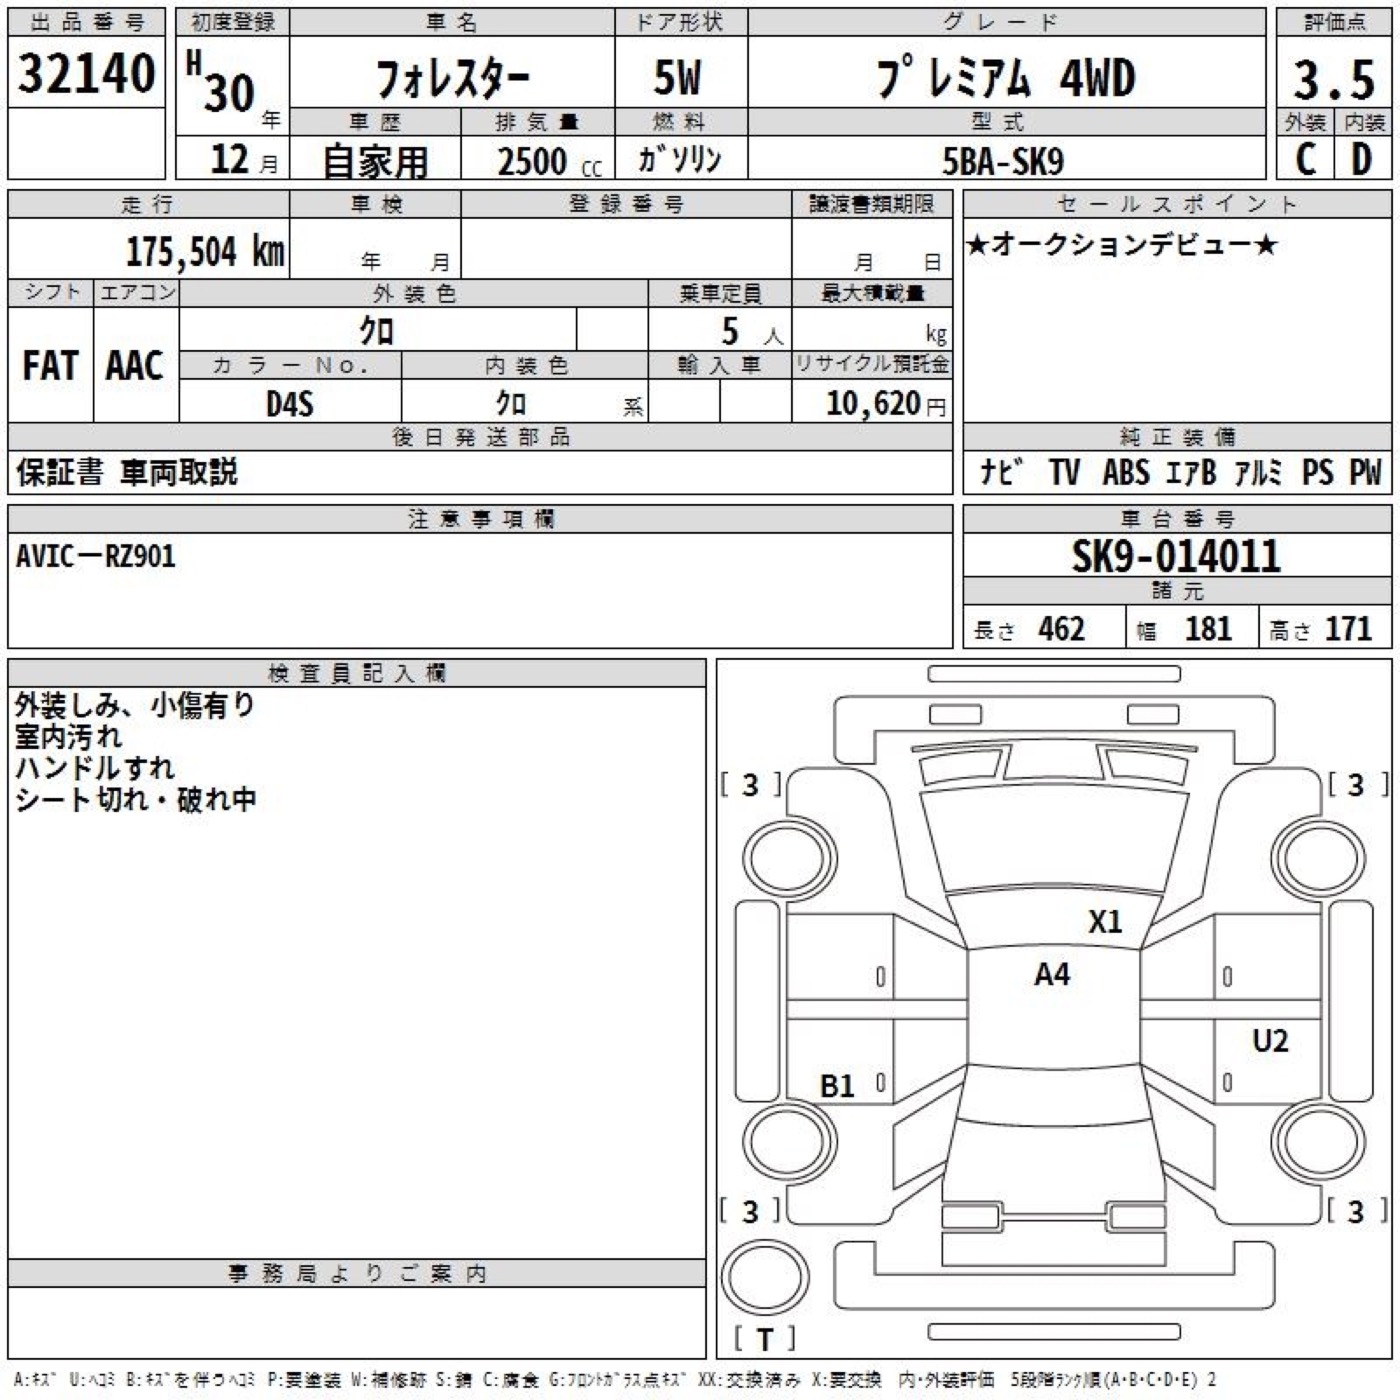 出品番号 初度登録 車名 ドア形状 グレード 評価点
32140 H30年 フォレスター 5W プレミアム 4WD 3.5
車歴 排気量 燃料 型式 外装 内装
12月 自家用 2500 cc ガソリン 5BA-SK9 C D
走行 車検 登録番号 譲渡書類期限 セールスポイント
175,504 km 年 月 月 日 ★オークションデビュー★
シフト エアコン 外装色 乗車定員 最大積載量
FAT AAC クロ 5 人 kg
カラーNo. 内装色 輸入車 リサイクル預託金
D4S クロ 系 10,620 円
後日発送部品 純正装備
保証書 車両取説 ナビ TV ABS エアB アルミ PS PW
注意事項欄 車台番号
AVIC－RZ901 SK9-014011
諸元
長さ 462 幅 181 高さ 171
検査員記入欄
外装しみ、小傷有り
室内汚れ
ハンドルすれ
シート切れ・破れ中
[ 3 ] [ 3 ]
X1
A4
U2
B1
[ 3 ] [ 3 ]
事務局よりご案内
[ T ]
A:キズ U:ヘコミ B:キズを伴うヘコミ P:要塗装 W:補修跡 S:錆 C:腐食 G:フロントガラス点キズ XX:交換済み X:要交換 内・外装評価 5段階ランク順(A・B・C・D・E) 2